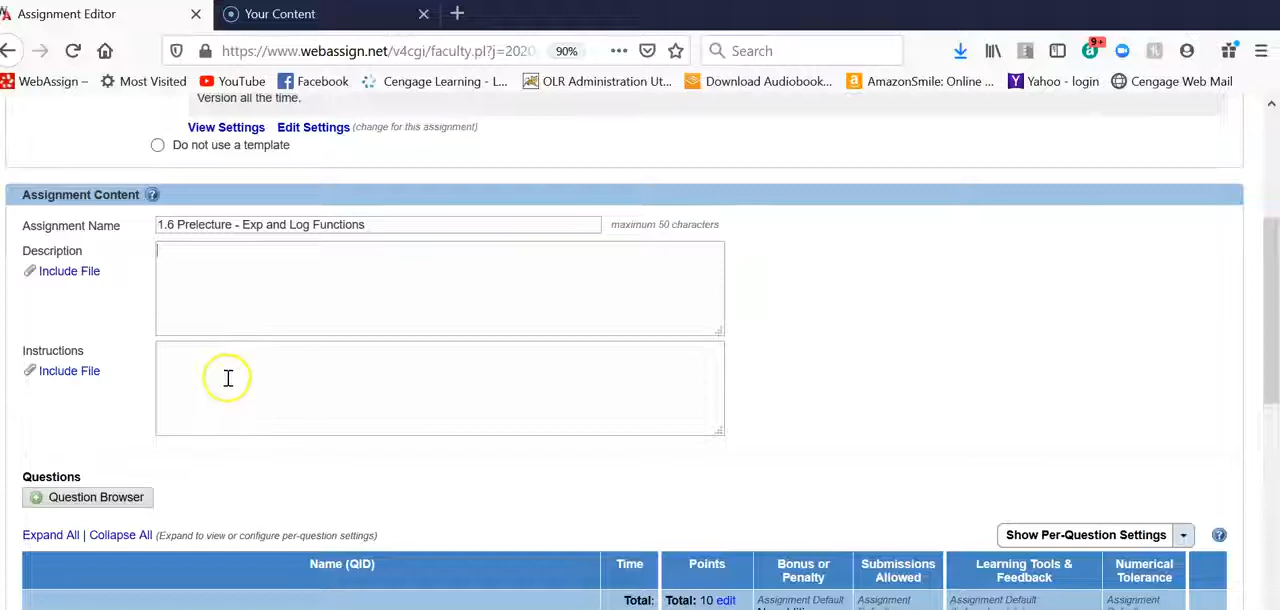 Assignment Editor
Your Content
https://www.webassign.net/v4cgi/faculty.pl?j=2020
90%
Search
9+
WebAssign –
Most Visited
YouTube
Facebook
Cengage Learning - L...
OLR Administration Ut...
Download Audiobook...
AmazonSmile: Online ...
Yahoo - login
Cengage Web Mail
Version all the time.
View Settings Edit Settings (change for this assignment)
Do not use a template
Assignment Content
Assignment Name 1.6 Prelecture - Exp and Log Functions maximum 50 characters
Description
Include File
Instructions
Include File
Questions
Question Browser
Expand All | Collapse All (Expand to view or configure per-question settings)
Show Per-Question Settings
Name (QID)
Time
Points
Bonus or Penalty
Submissions Allowed
Learning Tools & Feedback
Numerical Tolerance
Total: Total: 10 edit
Assignment Default
Assignment
Assignment Default
Assignment